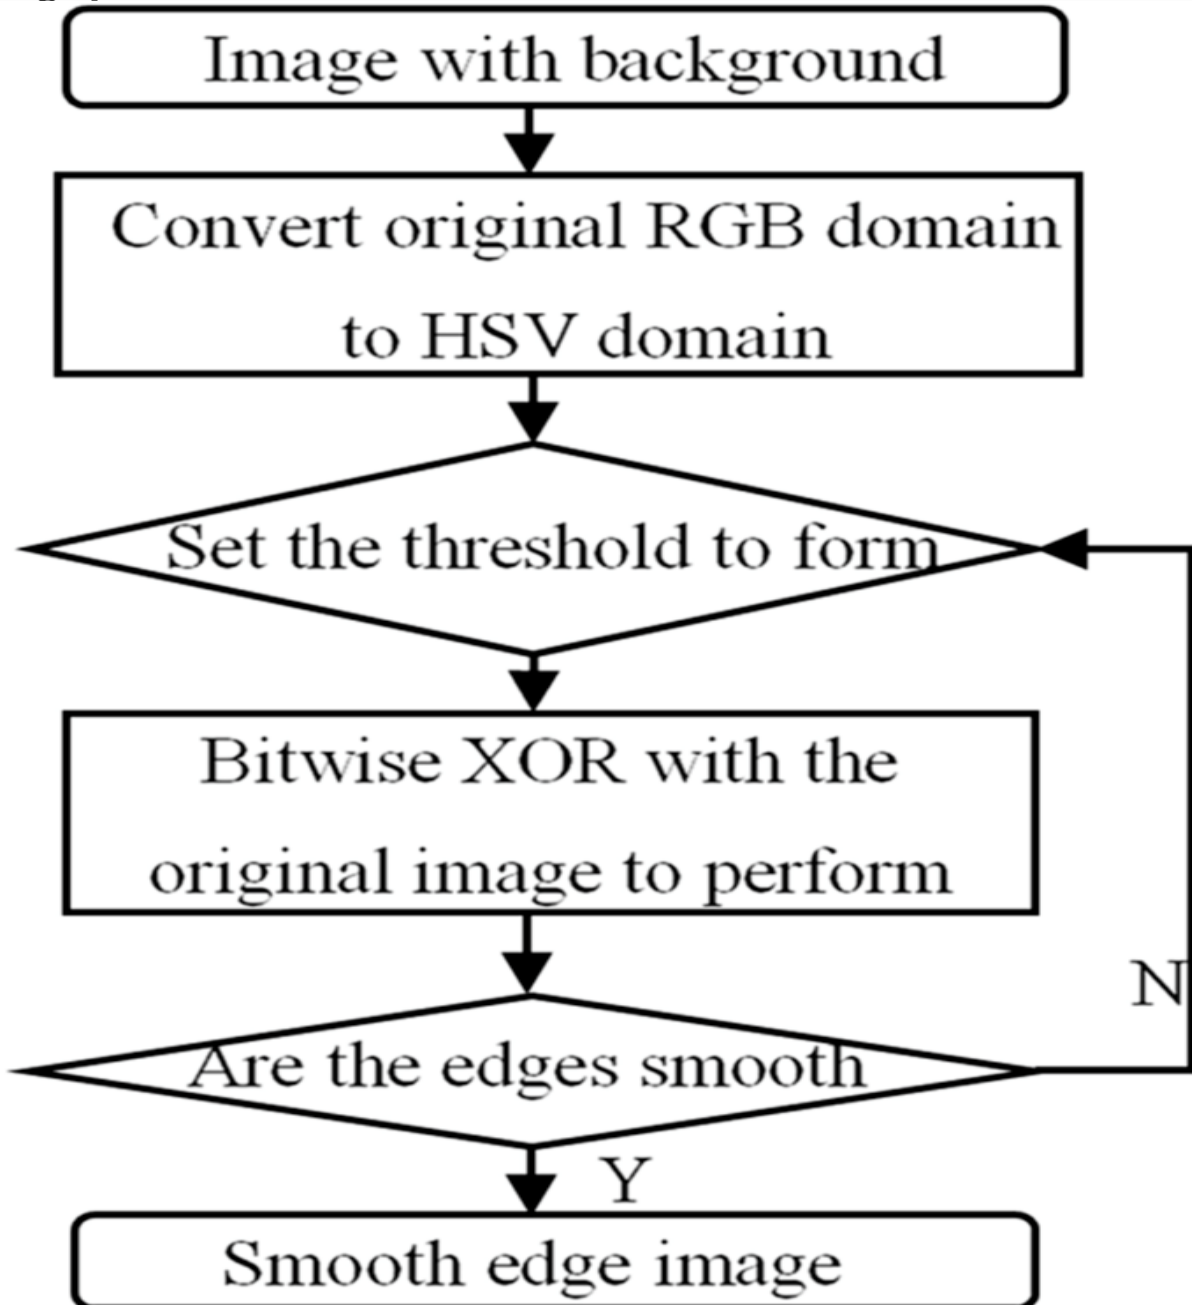 Image with background
Convert original RGB domain
to HSV domain
Set the threshold to form
Bitwise XOR with the
original image to perform
N
Are the edges smooth
Y
Smooth edge image